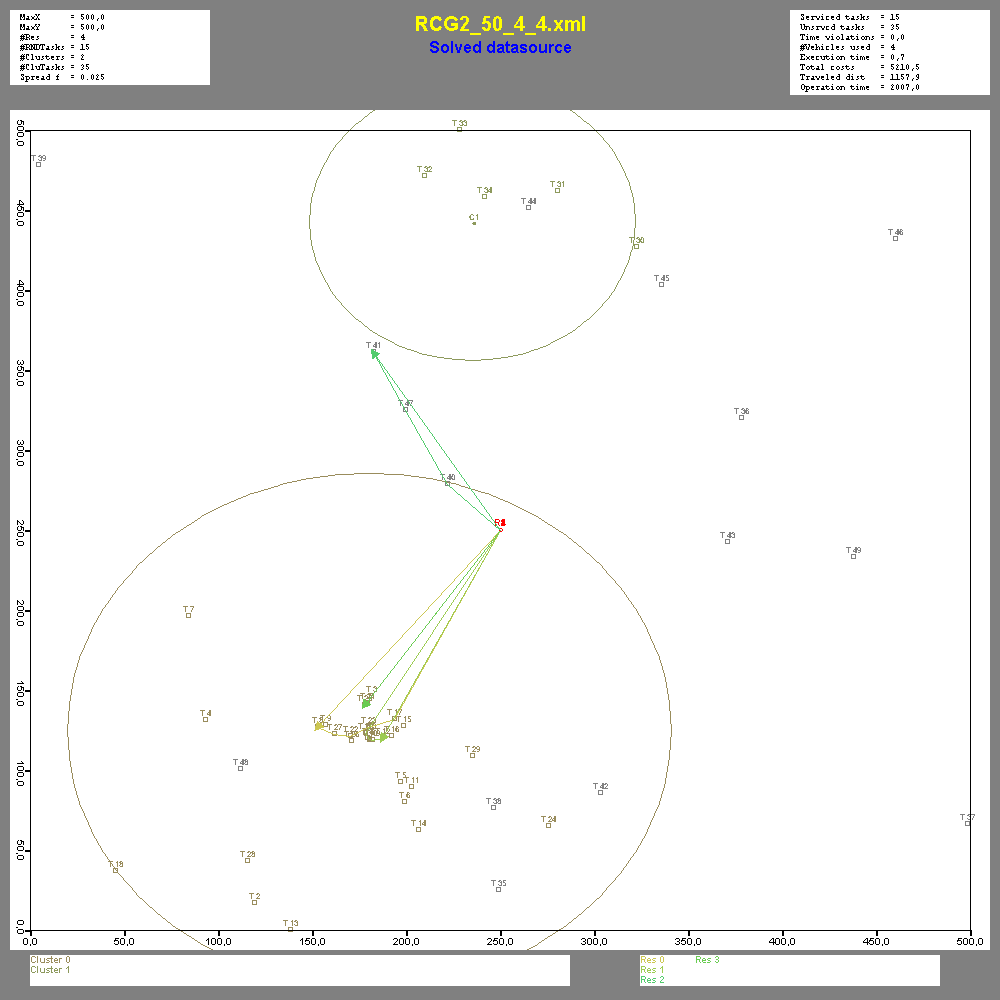 RCG2_50_4_4.xml
Solved datasource
MaxX = 500,0
MaxY = 500,0
#Res = 4
#RNDTasks = 15
#Clusters = 2
#CluTasks = 35
Spread f = 0.025
Serviced tasks = 15
Unsrvcd tasks = 35
Time violations = 0,0
#Vehicles used = 4
Execution time = 0,7
Total costs = 5210,5
Traveled dist = 1157,9
Operation time = 2007,0
T 33
T 39
T 32
T 31
T 34
T 44
C1
T 46
T 30
T 45
T 41
T 47
T 36
T 40
T 43
T 49
T 7
T 3
T 4
T 17
T 15
T 9
T 27
T 22
T 23
T 16
T 29
T 48
T 5
T 11
T 6
T 38
T 42
T 14
T 24
T 37
T 28
T 18
T 35
T 2
T 13
500,0
450,0
400,0
350,0
300,0
250,0
200,0
150,0
100,0
50,0
0,0
0,0 50,0 100,0 150,0 200,0 250,0 300,0 350,0 400,0 450,0 500,0
Cluster 0
Cluster 1
Res 0 Res 3
Res 1
Res 2